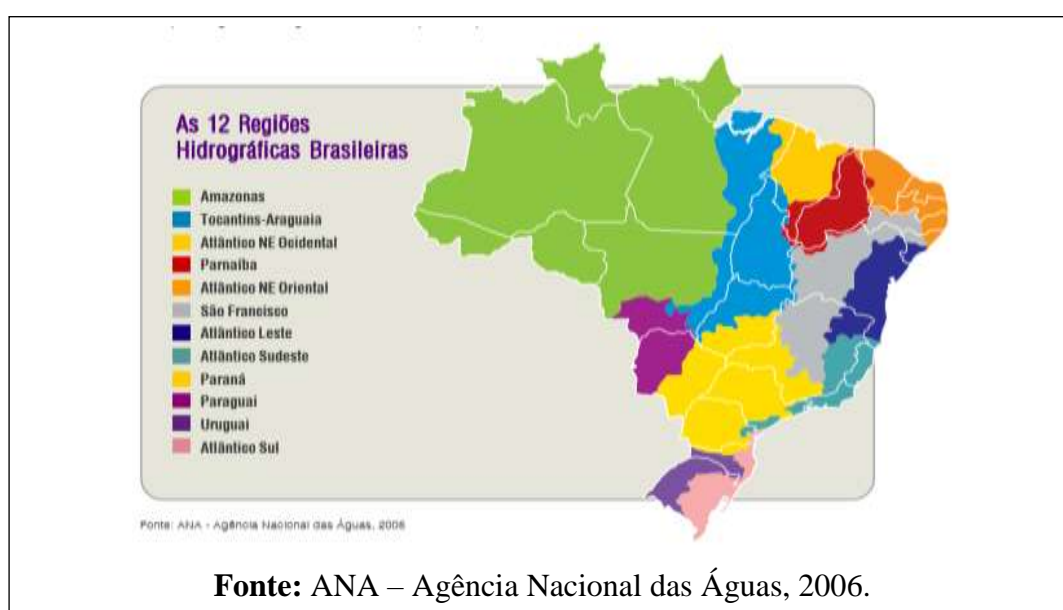 As 12 Regiões
Hidrográficas Brasileiras
Amazonas
Tocantins-Araguaia
Atlântico NE Ocidental
Parnaíba
Atlântico NE Oriental
São Francisco
Atlântico Leste
Atlântico Sudeste
Paraná
Paraguai
Uruguai
Atlântico Sul
Fonte: ANA - Agência Nacional das Águas, 2006
Fonte: ANA – Agência Nacional das Águas, 2006.